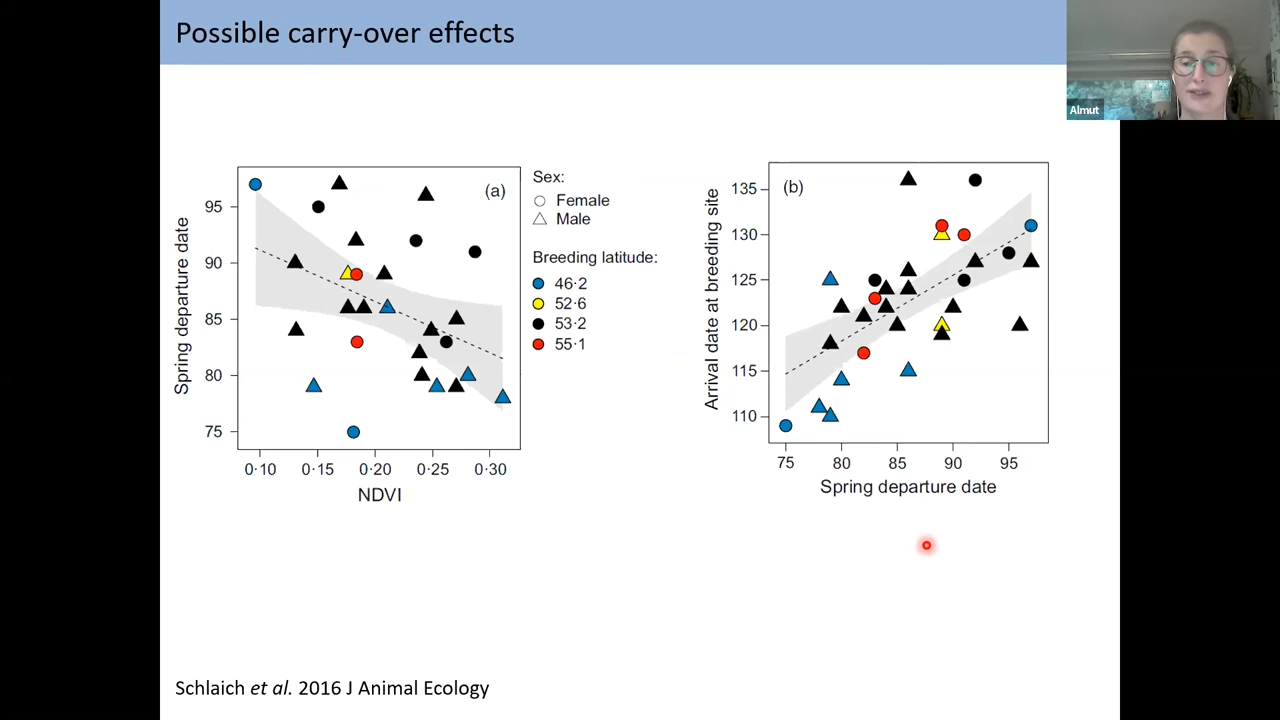 Possible carry-over effects
Almut
(a)
95
90
85
80
75
Spring departure date
0·10 0·15 0·20 0·25 0·30
NDVI
Sex:
Female
Male
Breeding latitude:
46·2
52·6
53·2
55·1
(b)
135
130
125
120
115
110
Arrival date at breeding site
75 80 85 90 95
Spring departure date
Schlaich et al. 2016 J Animal Ecology